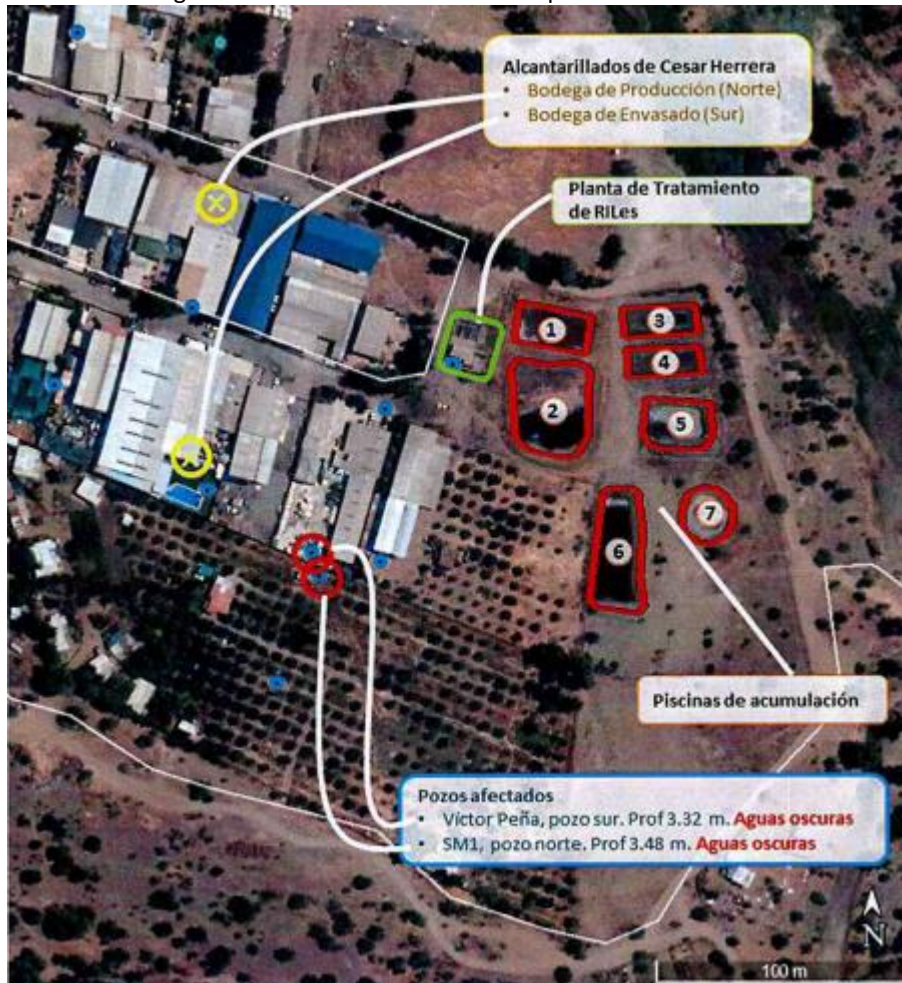 Alcantarillados de Cesar Herrera
• Bodega de Producción (Norte)
• Bodega de Envasado (Sur)
Planta de Tratamiento
de RILes
1
3
4
2
5
7
6
Piscinas de acumulación
Pozos afectados
• Víctor Peña, pozo sur. Prof 3.32 m. Aguas oscuras
• SM1, pozo norte. Prof 3.48 m. Aguas oscuras
N
100 m